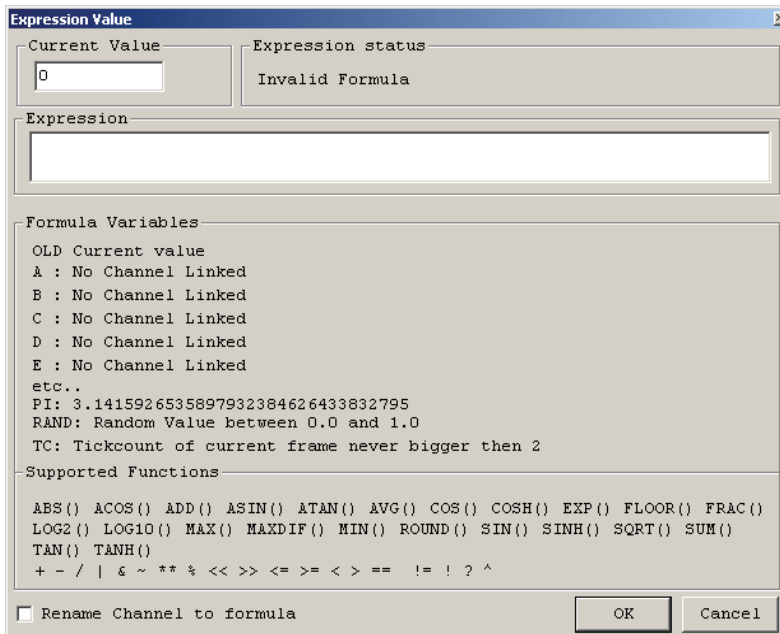 Expression Value
Current Value
0
Expression status
Invalid Formula
Expression
Formula Variables
OLD Current value
A : No Channel Linked
B : No Channel Linked
C : No Channel Linked
D : No Channel Linked
E : No Channel Linked
etc..
PI: 3.1415926535897932384626433832795
RAND: Random Value between 0.0 and 1.0
TC: Tickcount of current frame never bigger then 2
Supported Functions
ABS() ACOS() ADD() ASIN() ATAN() AVG() COS() COSH() EXP() FLOOR() FRAC()
LOG2() LOG10() MAX() MAXDIF() MIN() ROUND() SIN() SINH() SQRT() SUM()
TAN() TANH()
+ - / | & ~ ** % << >> <= >= < > == != ! ? ^
Rename Channel to formula
OK
Cancel